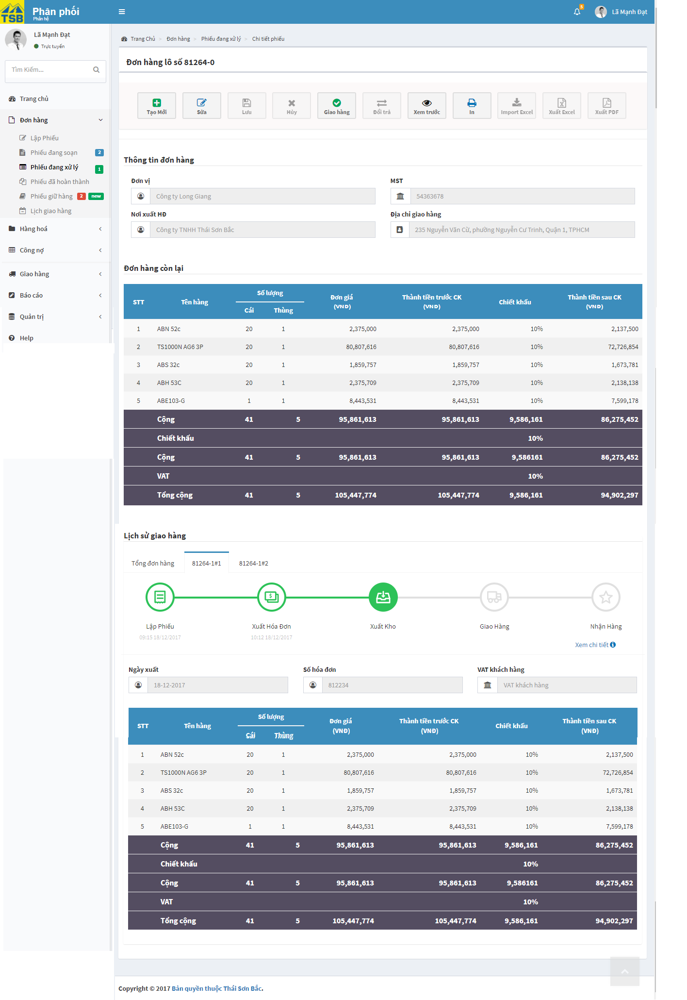 TSB
Phân phối
Phân hệ
5
Lã Mạnh Đạt
Lã Mạnh Đạt
Trực tuyến
Tìm Kiếm...
Trang chủ
Đơn hàng
Lập Phiếu
Phiếu đang soạn 2
Phiếu đang xử lý 1
Phiếu đã hoàn thành
Phiếu giữ hàng 2 new
Lịch giao hàng
Hàng hoá
Công nợ
Giao hàng
Báo cáo
Quản trị
Help
Trang Chủ > Đơn hàng > Phiếu đang xử lý > Chi tiết phiếu
Đơn hàng lô số 81264-0
Tạo Mới Sửa Lưu Hủy Giao hàng Đổi trả Xem trước In Import Excel Xuất Excel Xuất PDF
Thông tin đơn hàng
Đơn vị MST
Công ty Long Giang 54363678
Nơi xuất HĐ Địa chỉ giao hàng
Công ty TNHH Thái Sơn Bắc 235 Nguyễn Văn Cừ, phường Nguyễn Cư Trinh, Quận 1, TPHCM
Đơn hàng còn lại
STT Tên hàng Số lượng Đơn giá Thành tiền trước CK Chiết khấu Thành tiền sau CK
Cái Thùng (VNĐ) (VNĐ) (VNĐ)
1 ABN 52c 20 1 2,375,000 2,375,000 10% 2,137,500
2 TS1000N AG6 3P 20 1 80,807,616 80,807,616 10% 72,726,854
3 ABS 32c 20 1 1,859,757 1,859,757 10% 1,673,781
4 ABH 53C 20 1 2,375,709 2,375,709 10% 2,138,138
5 ABE103-G 1 1 8,443,531 8,443,531 10% 7,599,178
Cộng 41 5 95,861,613 95,861,613 9,586,161 86,275,452
Chiết khấu 10%
Cộng 41 5 95,861,613 95,861,613 9,586161 86,275,452
VAT 10%
Tổng cộng 41 5 105,447,774 105,447,774 9,586,161 94,902,297
Lịch sử giao hàng
Tổng đơn hàng 81264-1#1 81264-1#2
Lập Phiếu Xuất Hóa Đơn Xuất Kho Giao Hàng Nhận Hàng
09:15 18/12/2017 10:12 18/12/2017
Xem chi tiết
Ngày xuất Số hóa đơn VAT khách hàng
18-12-2017 812234 VAT khách hàng
STT Tên hàng Số lượng Đơn giá Thành tiền trước CK Chiết khấu Thành tiền sau CK
Cái Thùng (VNĐ) (VNĐ) (VNĐ)
1 ABN 52c 20 1 2,375,000 2,375,000 10% 2,137,500
2 TS1000N AG6 3P 20 1 80,807,616 80,807,616 10% 72,726,854
3 ABS 32c 20 1 1,859,757 1,859,757 10% 1,673,781
4 ABH 53C 20 1 2,375,709 2,375,709 10% 2,138,138
5 ABE103-G 1 1 8,443,531 8,443,531 10% 7,599,178
Cộng 41 5 95,861,613 95,861,613 9,586,161 86,275,452
Chiết khấu 10%
Cộng 41 5 95,861,613 95,861,613 9,586161 86,275,452
VAT 10%
Tổng cộng 41 5 105,447,774 105,447,774 9,586,161 94,902,297
Copyright © 2017 Bản quyền thuộc Thái Sơn Bắc.